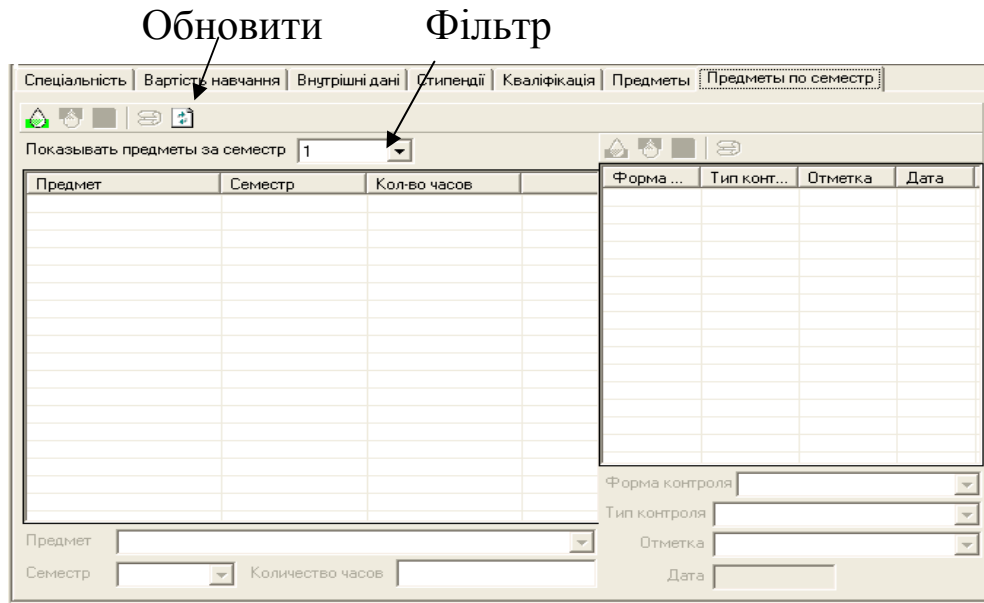 Обновити Фільтр
Спеціальність Вартість навчання Внутрішні дані Стипендії Кваліфікація Предметы Предметы по семестр
Показывать предметы за семестр 1
Предмет Семестр Кол-во часов
Форма ... Тип конт... Отметка Дата
Форма контроля
Тип контроля
Отметка
Дата
Предмет
Семестр Количество часов